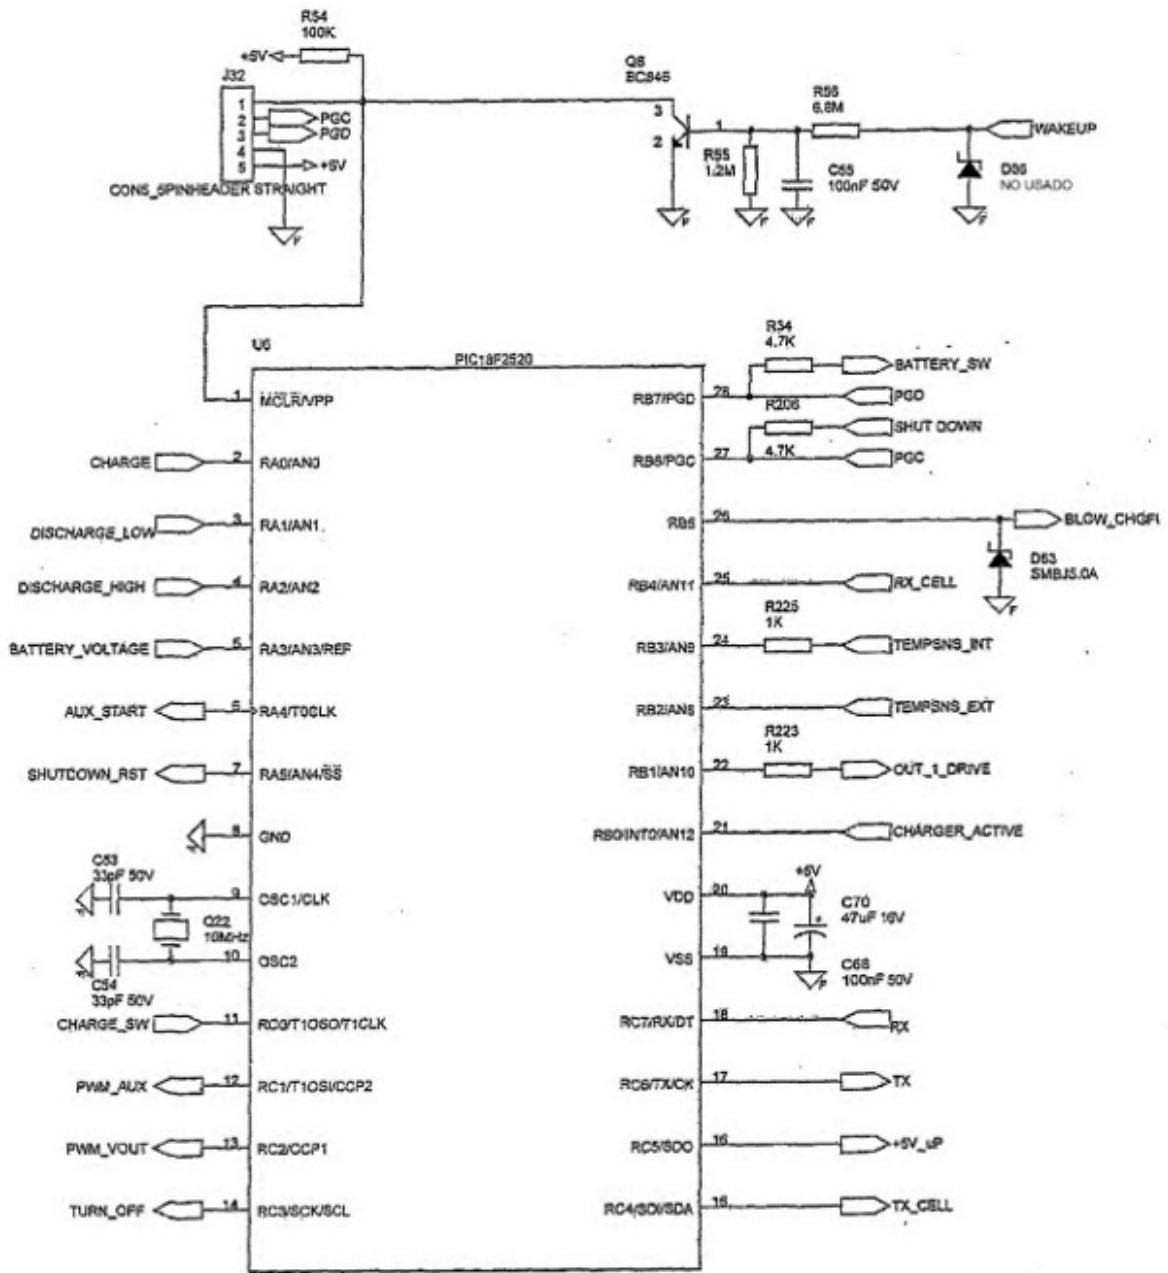 R54
100K
+5V
J32
1
2
3
4
5
PGC
PGD
+5V
CON5_5PINHEADER STRAIGHT
F
Q8
BC846
3
2
1
R56
6.8M
WAKEUP
R55
1.2M
C55
100nF 50V
D36
NO USADO
F
F
F
F
U6
PIC18F2520
1 MCLR/VPP
CHARGE 2 RA0/AN0
DISCHARGE_LOW 3 RA1/AN1
DISCHARGE_HIGH 4 RA2/AN2
BATTERY_VOLTAGE 5 RA3/AN3/REF
AUX_START 6 RA4/T0CLK
SHUTDOWN_RST 7 RA5/AN4/SS
8 GND
C53
33pF 50V
9 OSC1/CLK
Q22
10MHz
10 OSC2
C54
33pF 50V
CHARGE_SW 11 RC0/T1OSO/T1CLK
PWM_AUX 12 RC1/T1OSI/CCP2
PWM_VOUT 13 RC2/CCP1
TURN_OFF 14 RC3/SCK/SCL
R34
4.7K
BATTERY_SW
RB7/PGD 28 PGD
R206
SHUT DOWN
4.7K
RB6/PGC 27 PGC
RB5 26 BLOW_CHGFU
D63
SMBJ5.0A
F
RB4/AN11 25 RX_CELL
R225
1K
RB3/AN9 24 TEMPSNS_INT
RB2/AN8 23 TEMPSNS_EXT
R223
1K
RB1/AN10 22 OUT_1_DRIVE
RB0/INT0/AN12 21 CHARGER_ACTIVE
+5V
VDD 20
C70
47uF 16V
VSS 19
C68
100nF 50V
F
RC7/RX/DT 18 RX
RC6/TX/CK 17 TX
RC5/SDO 16 +5V_uP
RC4/SDI/SDA 15 TX_CELL